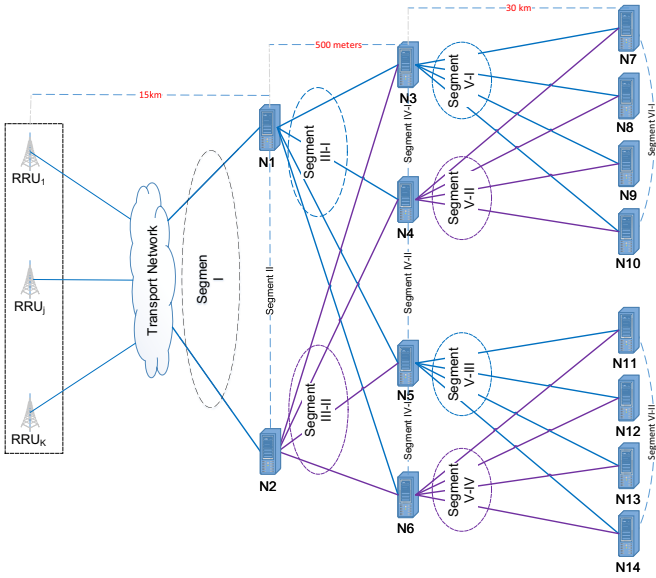 30 km
500 meters
15km
N7
N3
Segment
V-I
N1
N8
RRU₁
Segment
III-I
Segment IV-I
Segment VI-I
N9
N4
Segment
V-II
N10
Transport Network
Segmen
I
Segment II
RRUⱼ
Segment IV-II
N11
N5
Segment
V-III
N12
Segment
III-II
Segment IV-I
Segment VI-II
RRU_K
N2
N13
N6
Segment
V-IV
N14